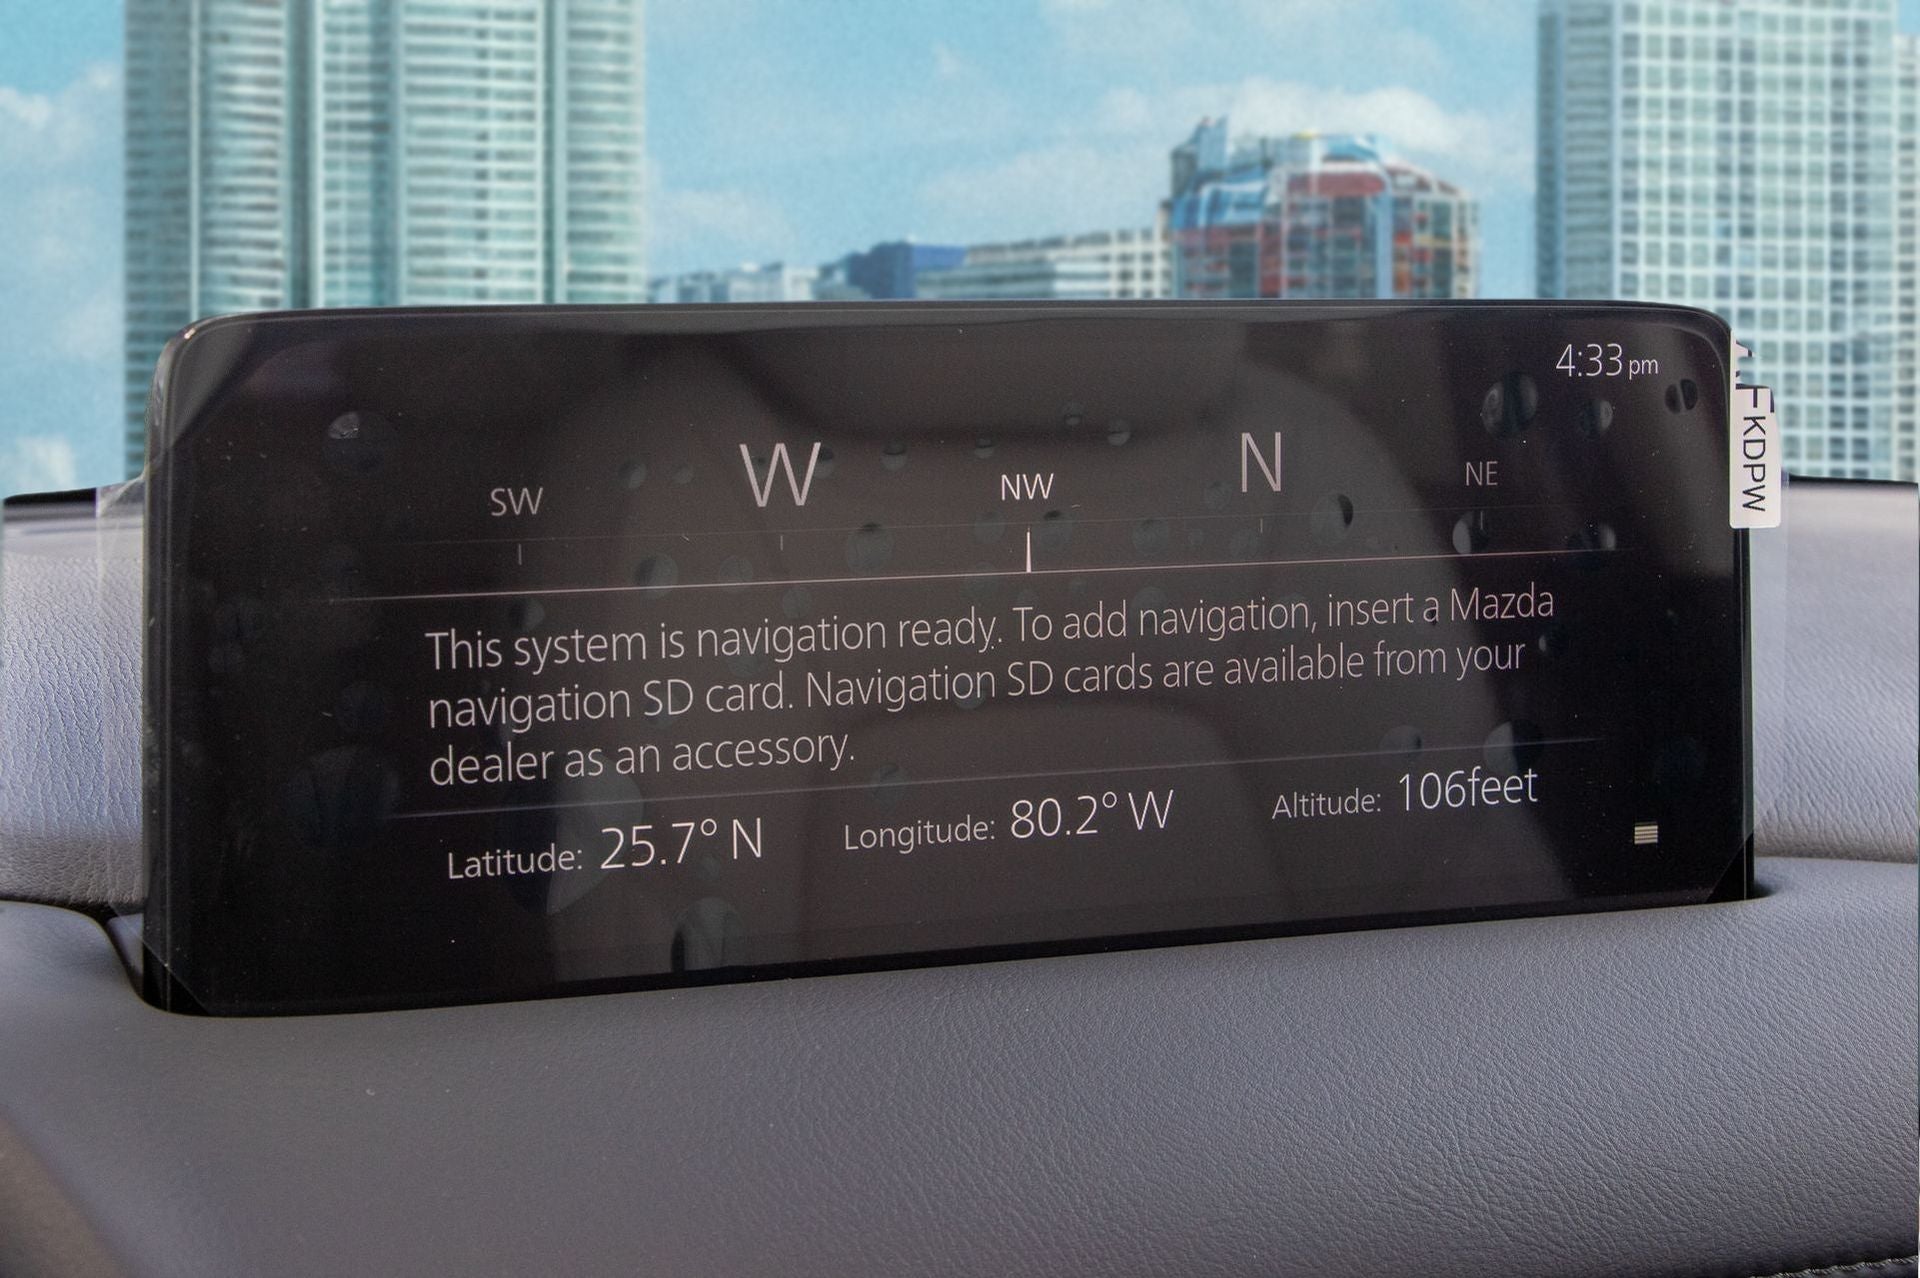 4:33 pm
SW W NW N NE
This system is navigation ready. To add navigation, insert a Mazda
navigation SD card. Navigation SD cards are available from your
dealer as an accessory.
Latitude: 25.7° N Longitude: 80.2° W Altitude: 106feet
KDPW